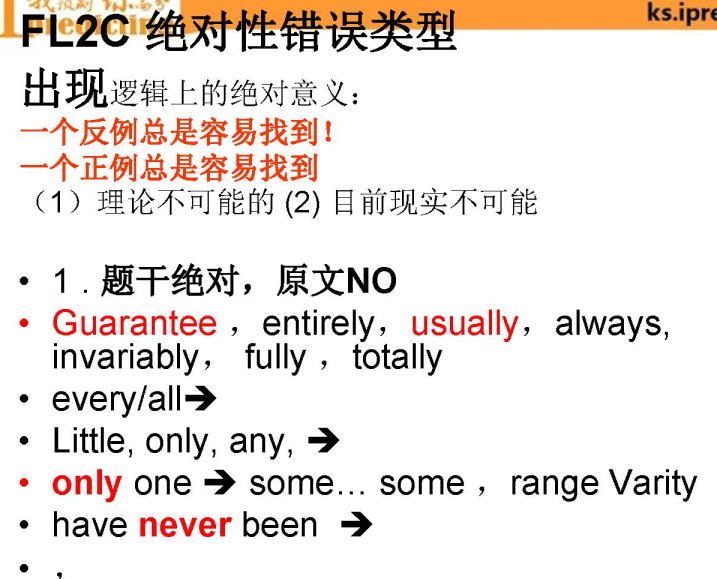 ks.ipre
FL2C 绝对性错误类型
出现逻辑上的绝对意义：
一个反例总是容易找到！
一个正例总是容易找到
（1）理论不可能的 (2) 目前现实不可能
• 1 . 题干绝对，原文NO
• Guarantee ，entirely，usually，always,
invariably， fully ，totally
• every/all➔
• Little, only, any, ➔
• only one ➔ some... some ，range Varity
• have never been ➔
• ，